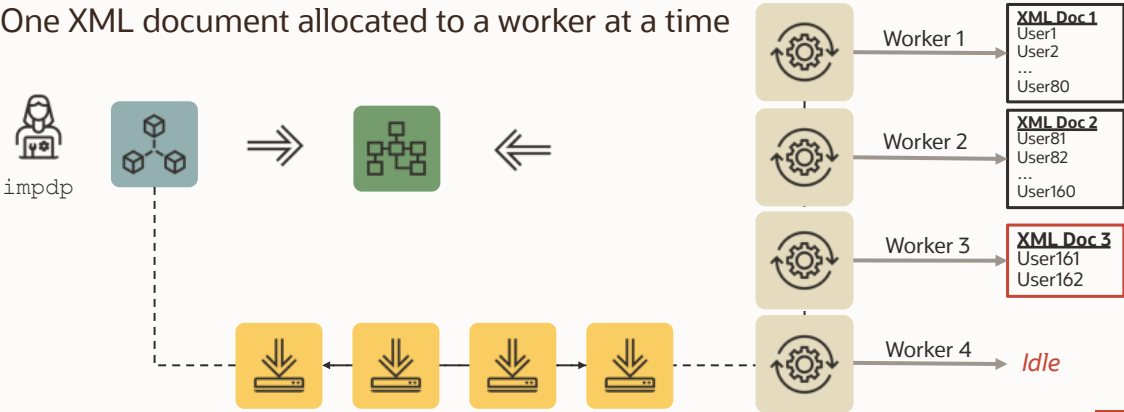 One XML document allocated to a worker at a time
impdp
Worker 1
XML Doc 1
User1
User2
...
User80
Worker 2
XML Doc 2
User81
User82
...
User160
Worker 3
XML Doc 3
User161
User162
Worker 4
Idle